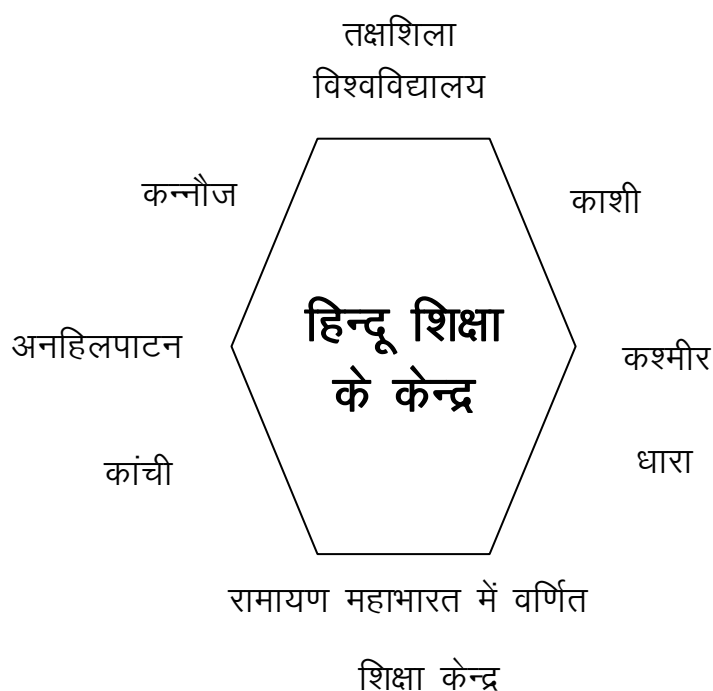 तक्षशिला
विश्वविद्यालय
कन्नौज
काशी
हिन्दू शिक्षा
के केन्द्र
अनहिलपाटन
कश्मीर
कांची
धारा
रामायण महाभारत में वर्णित
शिक्षा केन्द्र